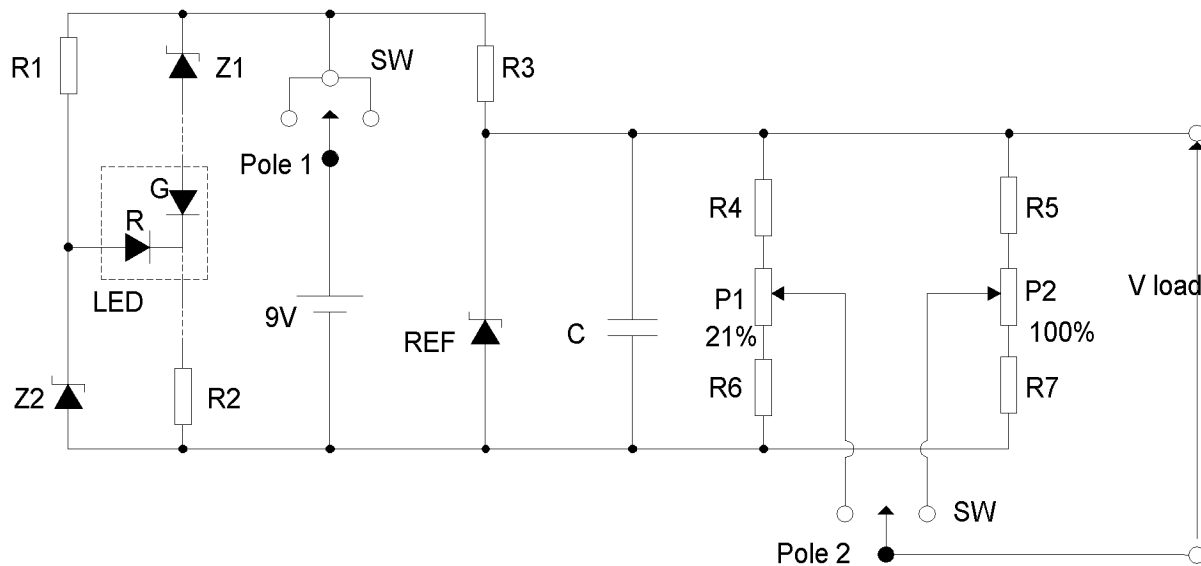 SW
R1
Z1
R3
Pole 1
G
R
R4
R5
LED
9V
REF
C
P1
21%
P2
100%
V load
Z2
R2
R6
R7
SW
Pole 2